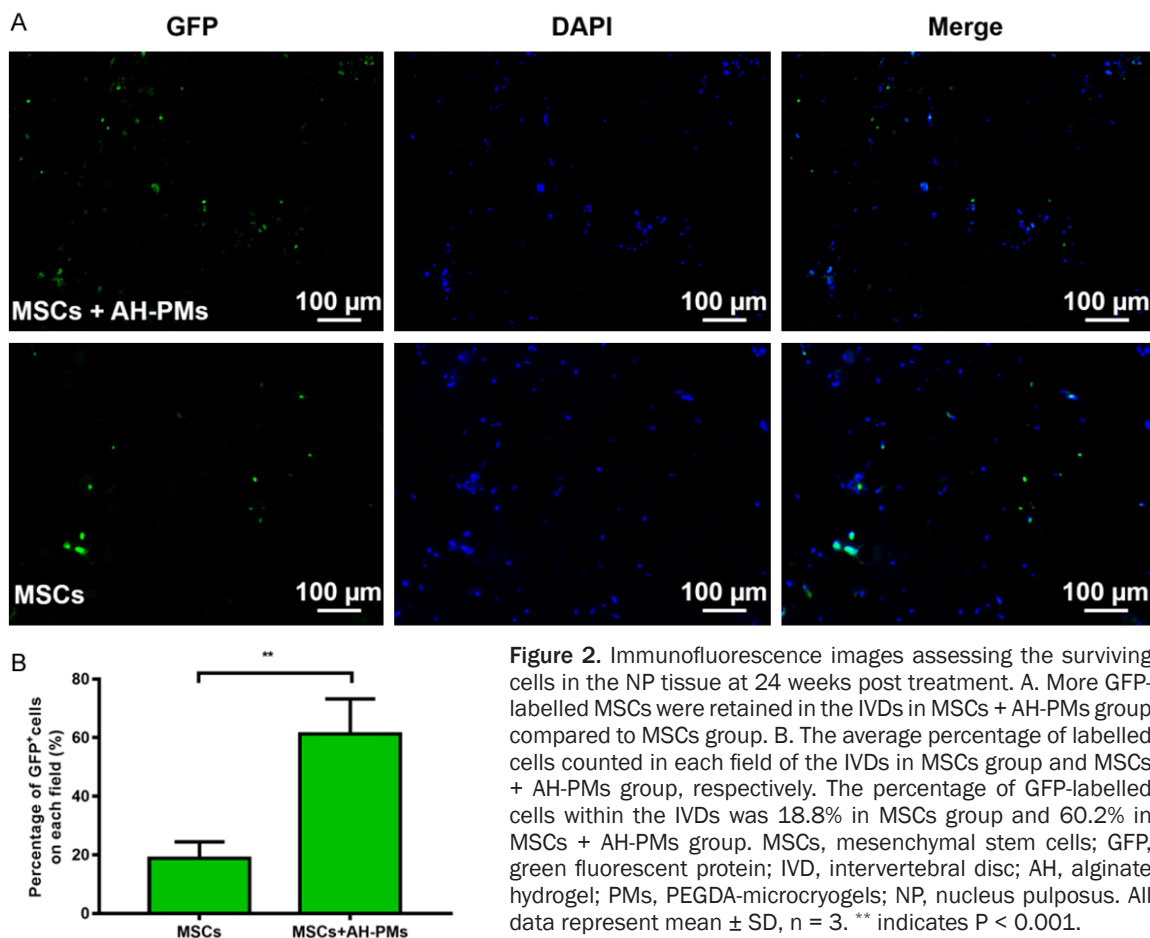 A
GFP
DAPI
Merge
MSCs + AH-PMs
100 µm
100 µm
100 µm
MSCs
100 µm
100 µm
100 µm
B
**
Percentage of GFP⁺cells
on each field (%)
80
60
40
20
0
MSCs
MSCs+AH-PMs
Figure 2. Immunofluorescence images assessing the surviving
cells in the NP tissue at 24 weeks post treatment. A. More GFP-
labelled MSCs were retained in the IVDs in MSCs + AH-PMs group
compared to MSCs group. B. The average percentage of labelled
cells counted in each field of the IVDs in MSCs group and MSCs
+ AH-PMs group, respectively. The percentage of GFP-labelled
cells within the IVDs was 18.8% in MSCs group and 60.2% in
MSCs + AH-PMs group. MSCs, mesenchymal stem cells; GFP,
green fluorescent protein; IVD, intervertebral disc; AH, alginate
hydrogel; PMs, PEGDA-microcryogels; NP, nucleus pulposus. All
data represent mean ± SD, n = 3. ** indicates P < 0.001.